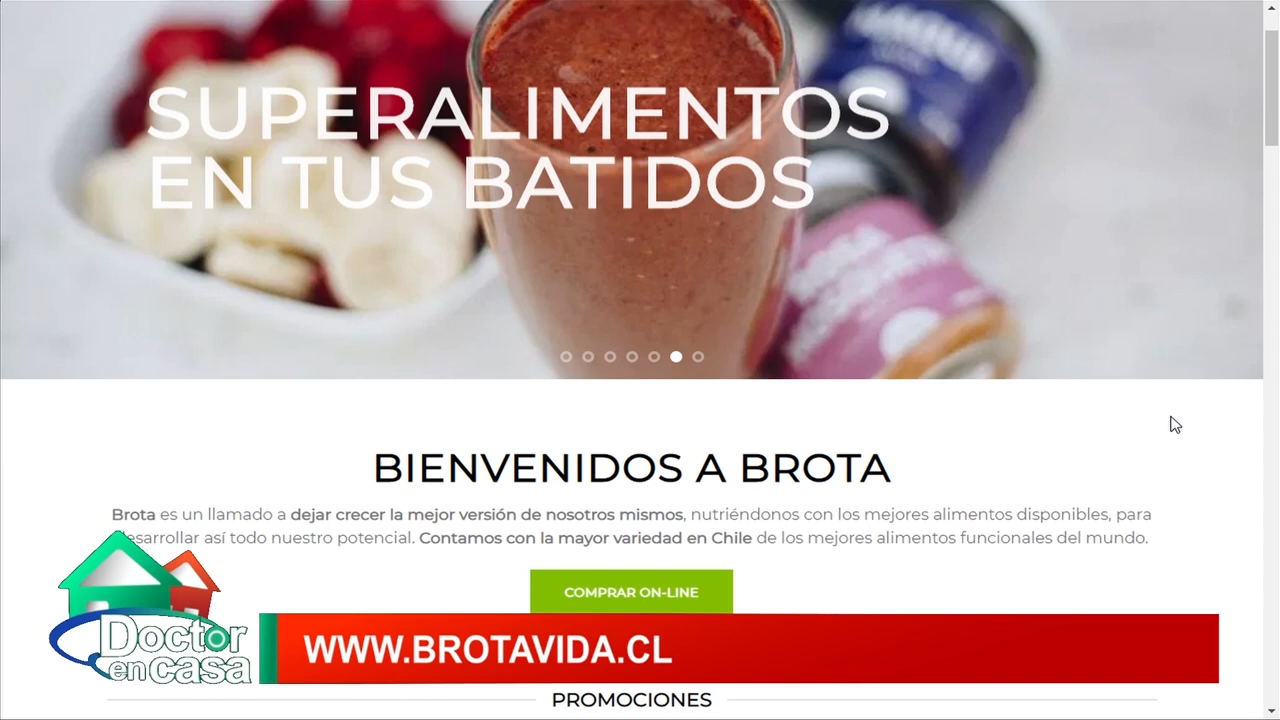 SUPERALIMENTOS
EN TUS BATIDOS
BIENVENIDOS A BROTA
Brota es un llamado a dejar crecer la mejor versión de nosotros mismos, nutriéndonos con los mejores alimentos disponibles, para
desarrollar así todo nuestro potencial. Contamos con la mayor variedad en Chile de los mejores alimentos funcionales del mundo.
COMPRAR ON-LINE
Doctor
en casa
WWW.BROTAVIDA.CL
PROMOCIONES